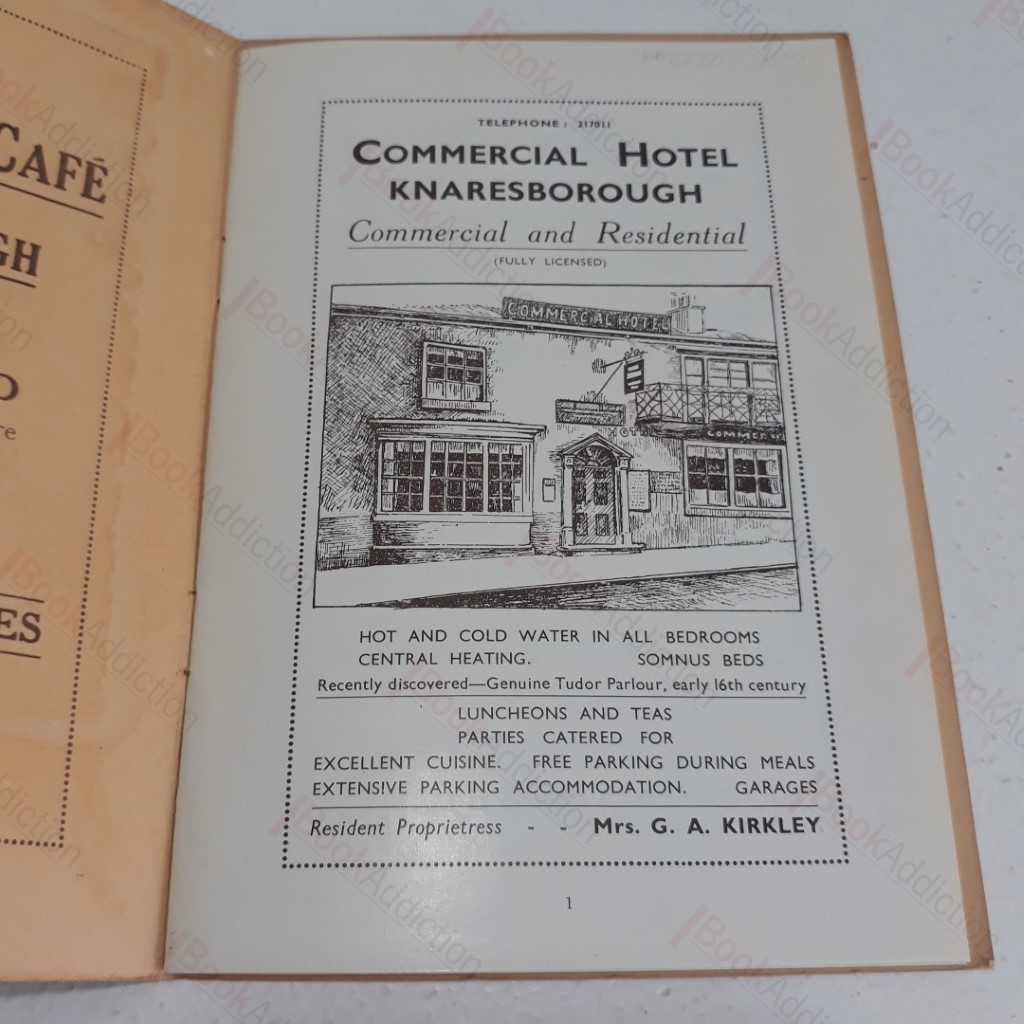 CAFÉ
GH
D
re
ES
TELEPHONE: 217011
COMMERCIAL HOTEL
KNARESBOROUGH
Commercial and Residential
(FULLY LICENSED)
COMMERCIAL HOTEL
COMMER
HOT AND COLD WATER IN ALL BEDROOMS
CENTRAL HEATING. SOMNUS BEDS
Recently discovered—Genuine Tudor Parlour, early 16th century
LUNCHEONS AND TEAS
PARTIES CATERED FOR
EXCELLENT CUISINE. FREE PARKING DURING MEALS
EXTENSIVE PARKING ACCOMMODATION. GARAGES
Resident Proprietress - - Mrs. G. A. KIRKLEY
1
BookAddiction